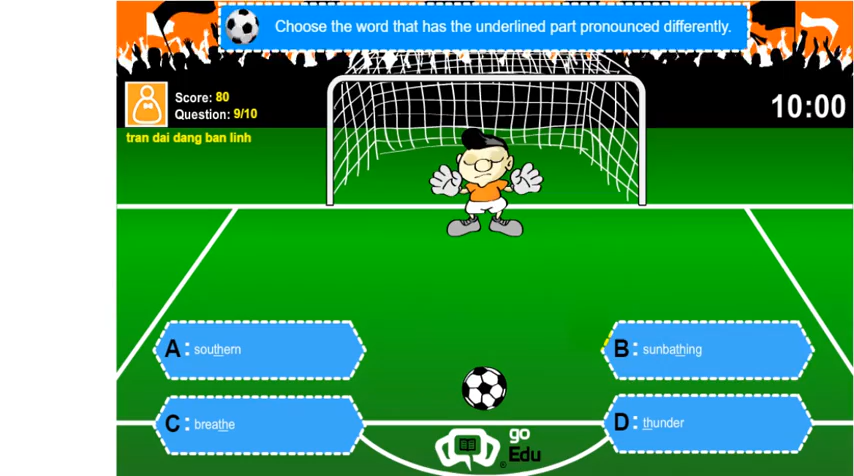 Choose the word that has the underlined part pronounced differently.
Score: 80
Question: 9/10
10:00
tran dai dang ban linh
A: southern
B: sunbathing
C: breathe
D: thunder
go
Edu